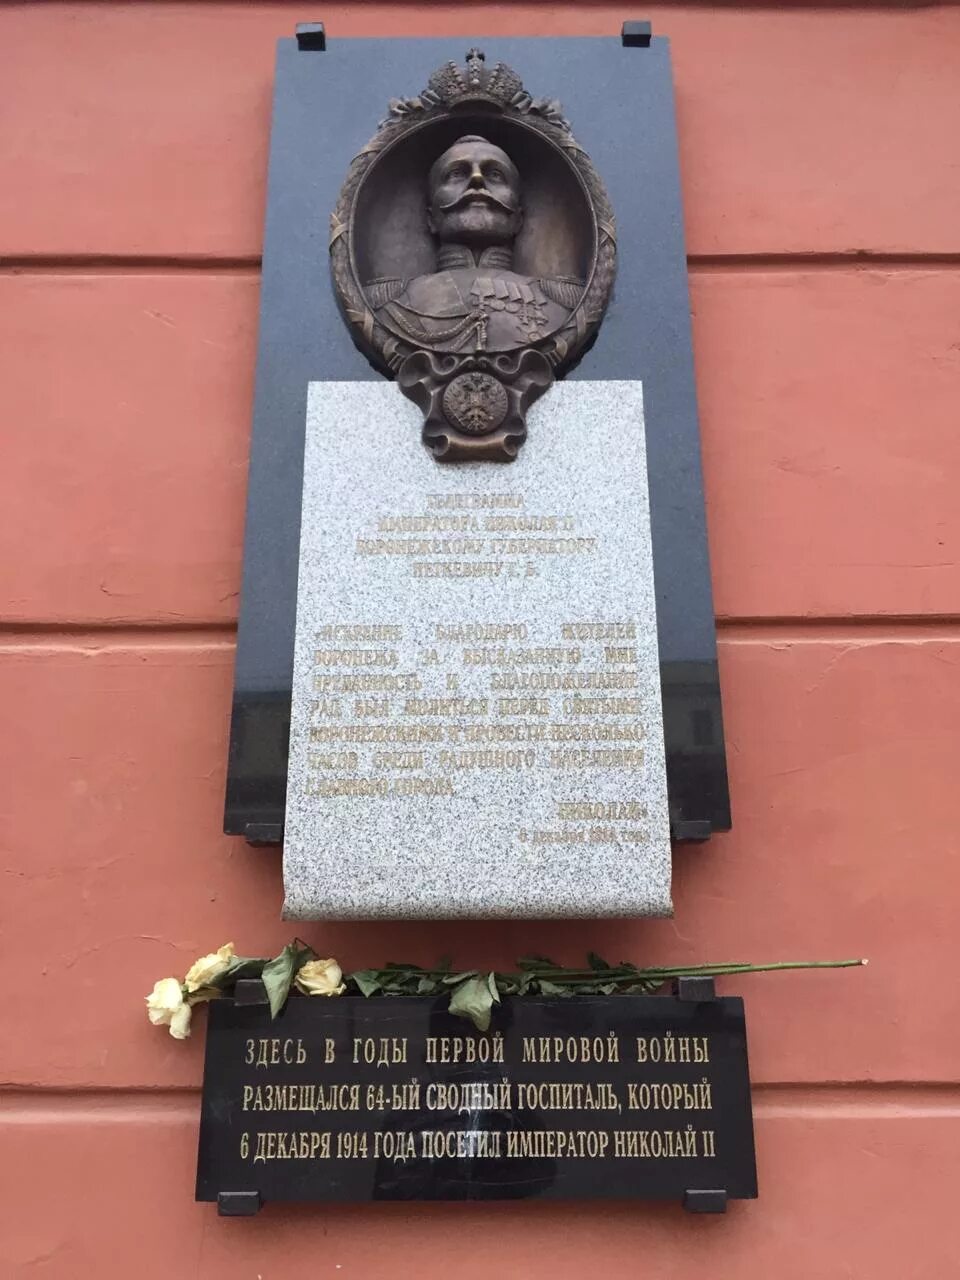 ТЕЛЕГРАММА
ИМПЕРАТОРА НИКОЛАЯ II
ВОРОНЕЖСКОМУ ГУБЕРНАТОРУ
ПЕТКЕВИЧУ Г. Б.
«ИСКРЕННЕ БЛАГОДАРЮ ЖИТЕЛЕЙ
ВОРОНЕЖА ЗА ВЫСКАЗАННУЮ МНЕ
ПРЕДАННОСТЬ И БЛАГОПОЖЕЛАНИЕ.
РАД БЫЛ МОЛИТЬСЯ ПЕРЕД СВЯТЫМИ
ВОРОНЕЖСКИМИ И ПРОВЕСТИ НЕСКОЛЬКО
ЧАСОВ СРЕДИ РАДУШНОГО НАСЕЛЕНИЯ
СЛАВНОГО ГОРОДА.
НИКОЛАЙ»
6 декабря 1914 года
ЗДЕСЬ В ГОДЫ ПЕРВОЙ МИРОВОЙ ВОЙНЫ
РАЗМЕЩАЛСЯ 64-ЫЙ СВОДНЫЙ ГОСПИТАЛЬ, КОТОРЫЙ
6 ДЕКАБРЯ 1914 ГОДА ПОСЕТИЛ ИМПЕРАТОР НИКОЛАЙ II